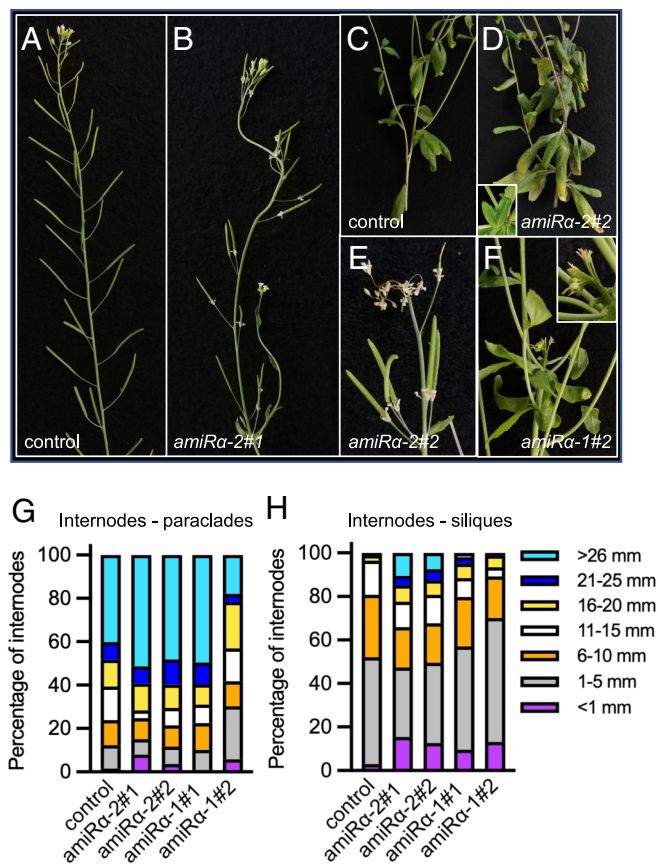 A
B
C
D
control
amiRα-2#2
E
F
control
amiRα-2#1
amiRα-2#2
amiRα-1#2
G
Internodes - paraclades
H
Internodes - siliques
Percentage of internodes
100
80
60
40
20
0
control
amiRα-2#1
amiRα-2#2
amiRα-1#1
amiRα-1#2
Percentage of internodes
100
80
60
40
20
0
control
amiRα-2#1
amiRα-2#2
amiRα-1#1
amiRα-1#2
>26 mm
21-25 mm
16-20 mm
11-15 mm
6-10 mm
1-5 mm
<1 mm